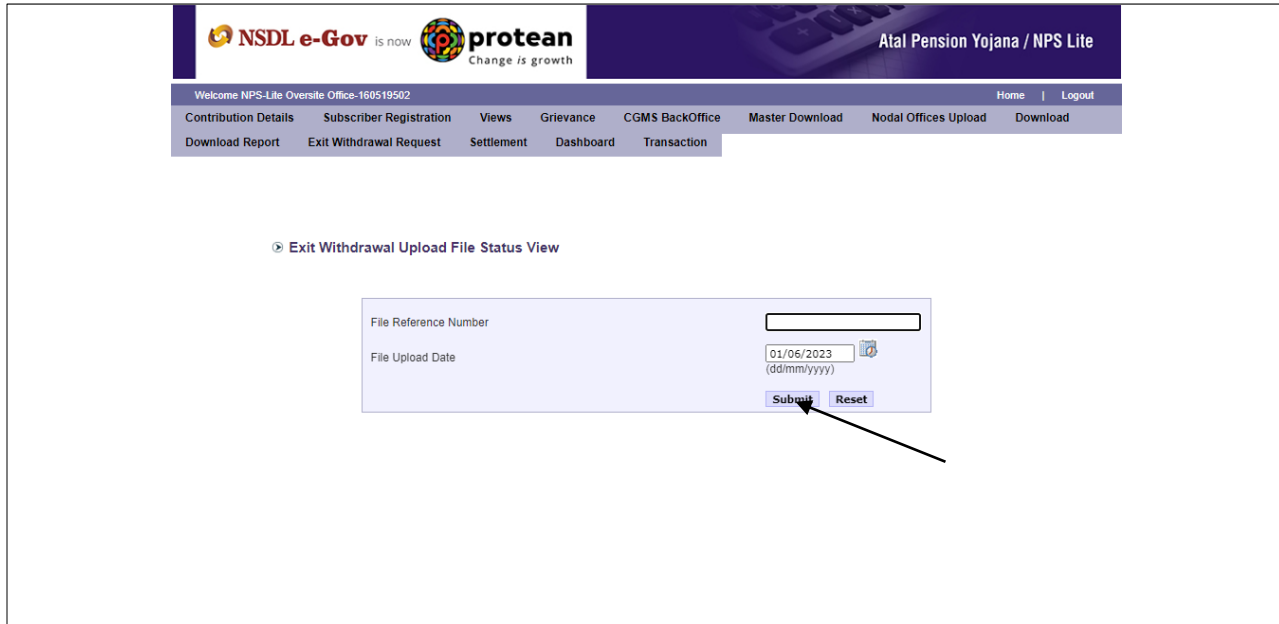 NSDL e-Gov is now protean
Change is growth
Atal Pension Yojana / NPS Lite
Welcome NPS-Lite Oversite Office-160519502 Home | Logout
Contribution Details Subscriber Registration Views Grievance CGMS BackOffice Master Download Nodal Offices Upload Download
Download Report Exit Withdrawal Request Settlement Dashboard Transaction
Exit Withdrawal Upload File Status View
File Reference Number
File Upload Date 01/06/2023
(dd/mm/yyyy)
Submit Reset